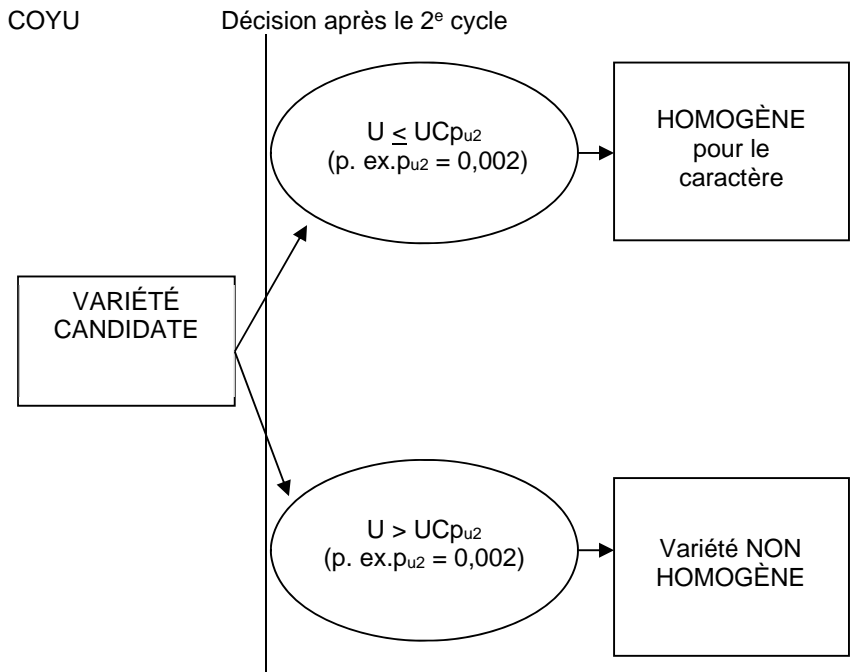 COYU Décision après le 2e cycle
U ≤ UCpu2
(p. ex.pu2 = 0,002)
HOMOGÈNE
pour le
caractère
VARIÉTÉ
CANDIDATE
U > UCpu2
(p. ex.pu2 = 0,002)
Variété NON
HOMOGÈNE